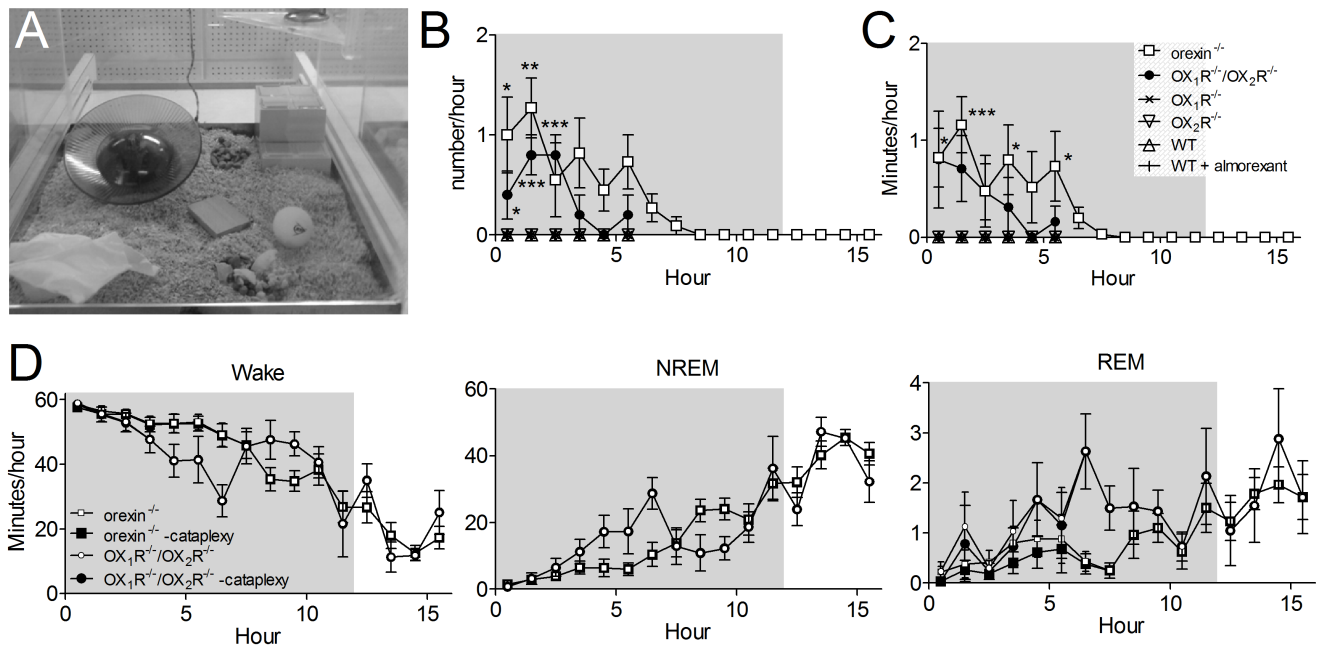 A
B
2
1
0
number/hour
*
**
***
***
*
0
5
10
15
Hour
C
2
1
0
Minutes/hour
*
***
*
*
0
5
10
15
Hour
orexin -/-
OX1R-/-/OX2R-/-
OX1R-/-
OX2R-/-
WT
WT + almorexant
D
Wake
60
40
20
0
Minutes/hour
orexin-/-
orexin-/- -cataplexy
OX1R-/-/OX2R-/-
OX1R-/-/OX2R-/- -cataplexy
0
5
10
15
Hour
NREM
60
40
20
0
0
5
10
15
Hour
REM
4
3
2
1
0
0
5
10
15
Hour